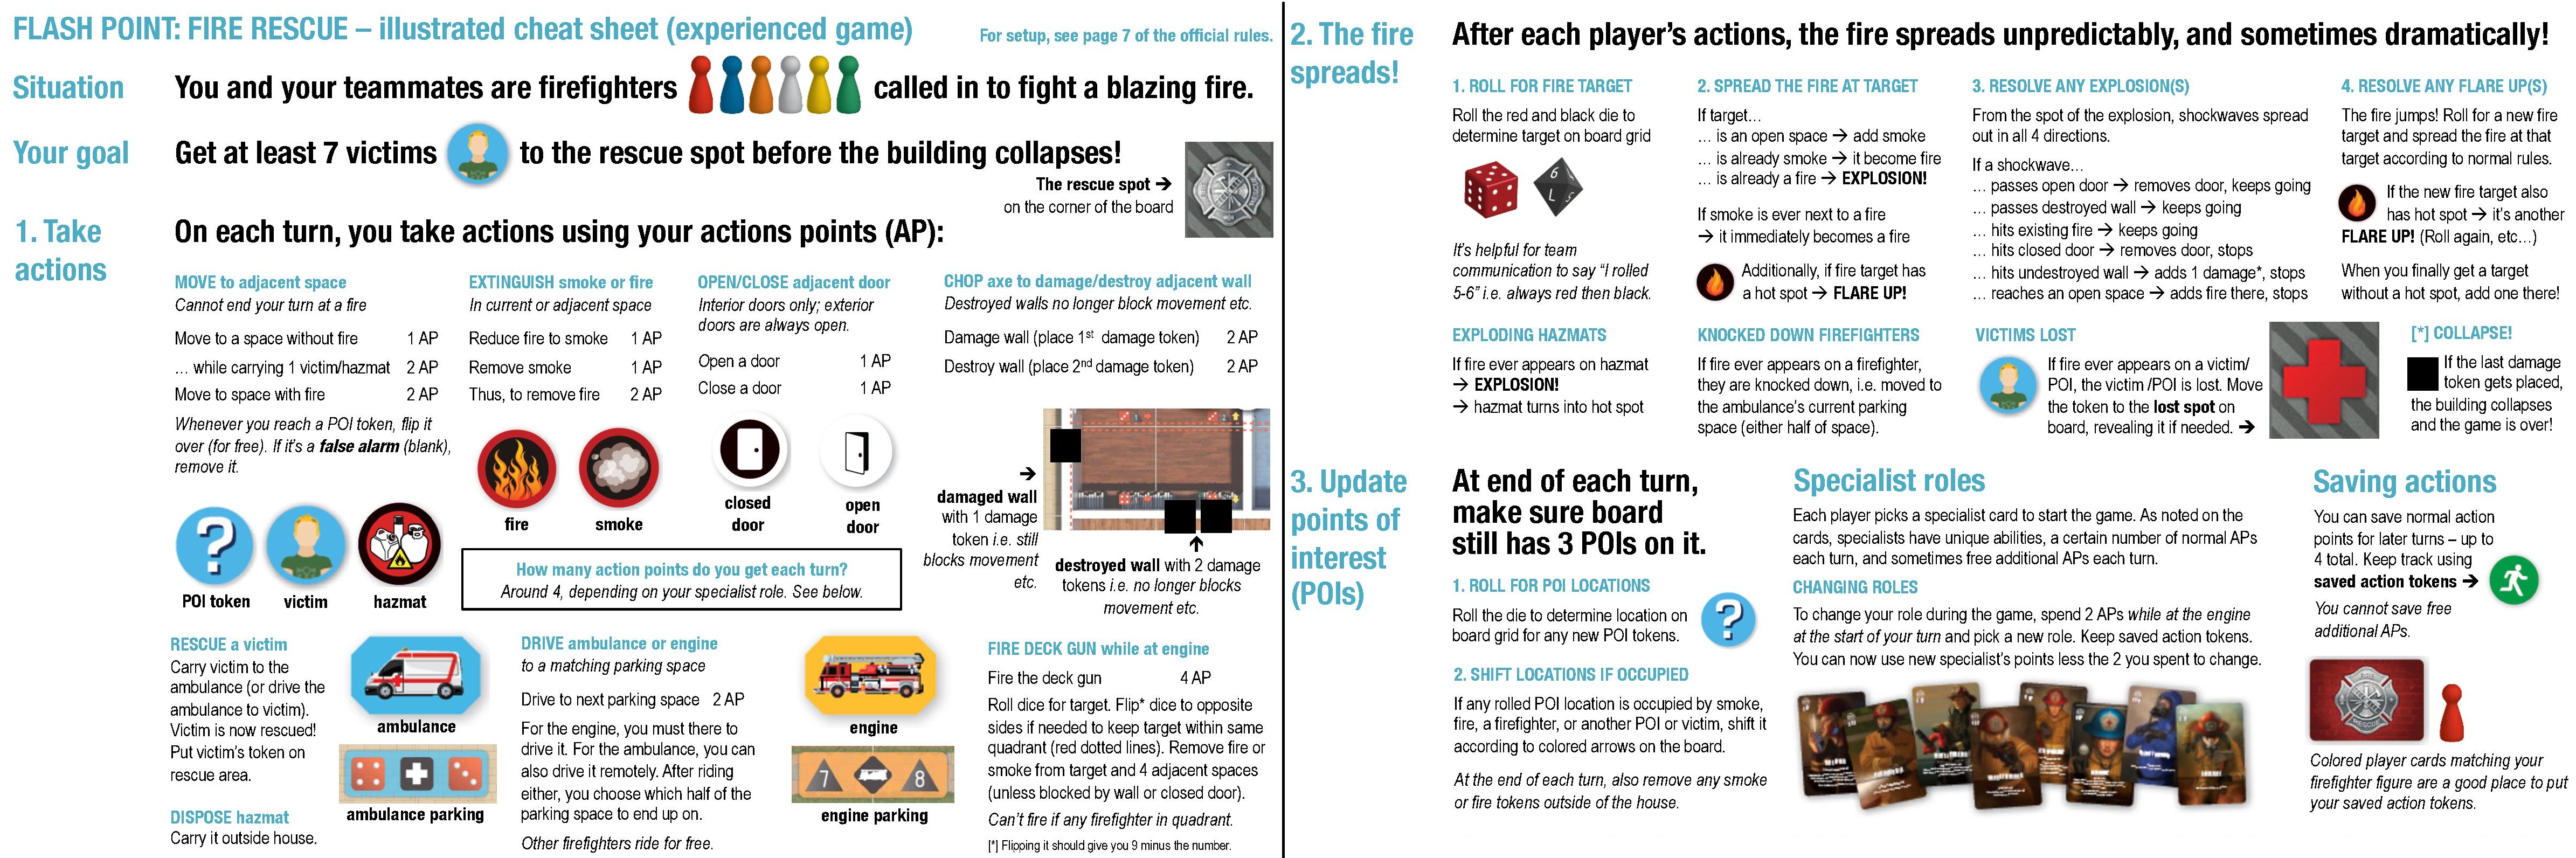 FLASH POINT: FIRE RESCUE – illustrated cheat sheet (experienced game)
For setup, see page 7 of the official rules.
Situation
You and your teammates are firefighters called in to fight a blazing fire.
Your goal
Get at least 7 victims to the rescue spot before the building collapses!
The rescue spot →
on the corner of the board
1. Take
actions
On each turn, you take actions using your actions points (AP):
MOVE to adjacent space
Cannot end your turn at a fire
Move to a space without fire 1 AP
… while carrying 1 victim/hazmat 2 AP
Move to space with fire 2 AP
Whenever you reach a POI token, flip it
over (for free). If it's a false alarm (blank),
remove it.
?
POI token
victim
hazmat
EXTINGUISH smoke or fire
In current or adjacent space
Reduce fire to smoke 1 AP
Remove smoke 1 AP
Thus, to remove fire 2 AP
fire
smoke
OPEN/CLOSE adjacent door
Interior doors only; exterior
doors are always open.
Open a door 1 AP
Close a door 1 AP
closed
door
open
door
CHOP axe to damage/destroy adjacent wall
Destroyed walls no longer block movement etc.
Damage wall (place 1st damage token) 2 AP
Destroy wall (place 2nd damage token) 2 AP
→
damaged wall
with 1 damage
token i.e. still
blocks movement
etc.
↑
destroyed wall with 2 damage
tokens i.e. no longer blocks
movement etc.
How many action points do you get each turn?
Around 4, depending on your specialist role. See below.
RESCUE a victim
Carry victim to the
ambulance (or drive the
ambulance to victim).
Victim is now rescued!
Put victim's token on
rescue area.
DISPOSE hazmat
Carry it outside house.
ambulance
ambulance parking
DRIVE ambulance or engine
to a matching parking space
Drive to next parking space 2 AP
For the engine, you must there to
drive it. For the ambulance, you can
also drive it remotely. After riding
either, you choose which half of the
parking space to end up on.
Other firefighters ride for free.
engine
7 8
engine parking
FIRE DECK GUN while at engine
Fire the deck gun 4 AP
Roll dice for target. Flip* dice to opposite
sides if needed to keep target within same
quadrant (red dotted lines). Remove fire or
smoke from target and 4 adjacent spaces
(unless blocked by wall or closed door).
Can't fire if any firefighter in quadrant.
[*] Flipping it should give you 9 minus the number.
2. The fire
spreads!
After each player's actions, the fire spreads unpredictably, and sometimes dramatically!
1. ROLL FOR FIRE TARGET
Roll the red and black die to
determine target on board grid
6
It's helpful for team
communication to say "I rolled
5-6" i.e. always red then black.
2. SPREAD THE FIRE AT TARGET
If target…
… is an open space → add smoke
… is already smoke → it become fire
… is already a fire → EXPLOSION!
If smoke is ever next to a fire
→ it immediately becomes a fire
Additionally, if fire target has
a hot spot → FLARE UP!
3. RESOLVE ANY EXPLOSION(S)
From the spot of the explosion, shockwaves spread
out in all 4 directions.
If a shockwave…
… passes open door → removes door, keeps going
… passes destroyed wall → keeps going
… hits existing fire → keeps going
… hits closed door → removes door, stops
… hits undestroyed wall → adds 1 damage*, stops
… reaches an open space → adds fire there, stops
4. RESOLVE ANY FLARE UP(S)
The fire jumps! Roll for a new fire
target and spread the fire at that
target according to normal rules.
If the new fire target also
has hot spot → it's another
FLARE UP! (Roll again, etc…)
When you finally get a target
without a hot spot, add one there!
EXPLODING HAZMATS
If fire ever appears on hazmat
→ EXPLOSION!
→ hazmat turns into hot spot
KNOCKED DOWN FIREFIGHTERS
If fire ever appears on a firefighter,
they are knocked down, i.e. moved to
the ambulance's current parking
space (either half of space).
VICTIMS LOST
If fire ever appears on a victim/
POI, the victim /POI is lost. Move
the token to the lost spot on
board, revealing it if needed. →
[*] COLLAPSE!
If the last damage
token gets placed,
the building collapses
and the game is over!
3. Update
points of
interest
(POIs)
At end of each turn,
make sure board
still has 3 POIs on it.
1. ROLL FOR POI LOCATIONS
Roll the die to determine location on
board grid for any new POI tokens.
?
2. SHIFT LOCATIONS IF OCCUPIED
If any rolled POI location is occupied by smoke,
fire, a firefighter, or another POI or victim, shift it
according to colored arrows on the board.
At the end of each turn, also remove any smoke
or fire tokens outside of the house.
Specialist roles
Each player picks a specialist card to start the game. As noted on the
cards, specialists have unique abilities, a certain number of normal APs
each turn, and sometimes free additional APs each turn.
CHANGING ROLES
To change your role during the game, spend 2 APs while at the engine
at the start of your turn and pick a new role. Keep saved action tokens.
You can now use new specialist's points less the 2 you spent to change.
Saving actions
You can save normal action
points for later turns – up to
4 total. Keep track using
saved action tokens →
You cannot save free
additional APs.
Colored player cards matching your
firefighter figure are a good place to put
your saved action tokens.